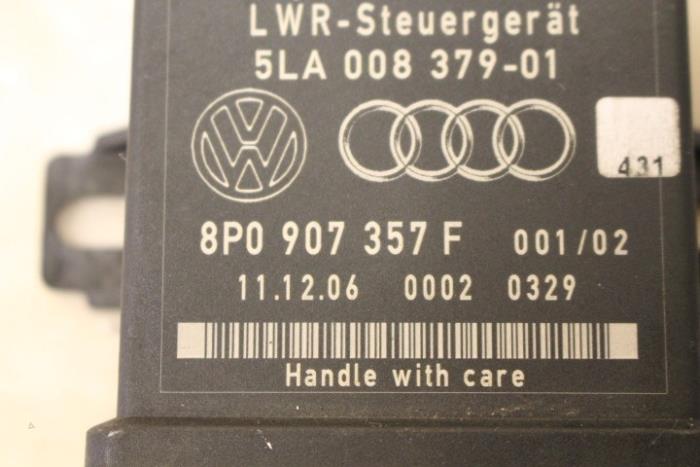 LWR-Steuergerät
5LA 008 379-01
431
8P0 907 357 F 001/02
11.12.06 0002 0329
Handle with care